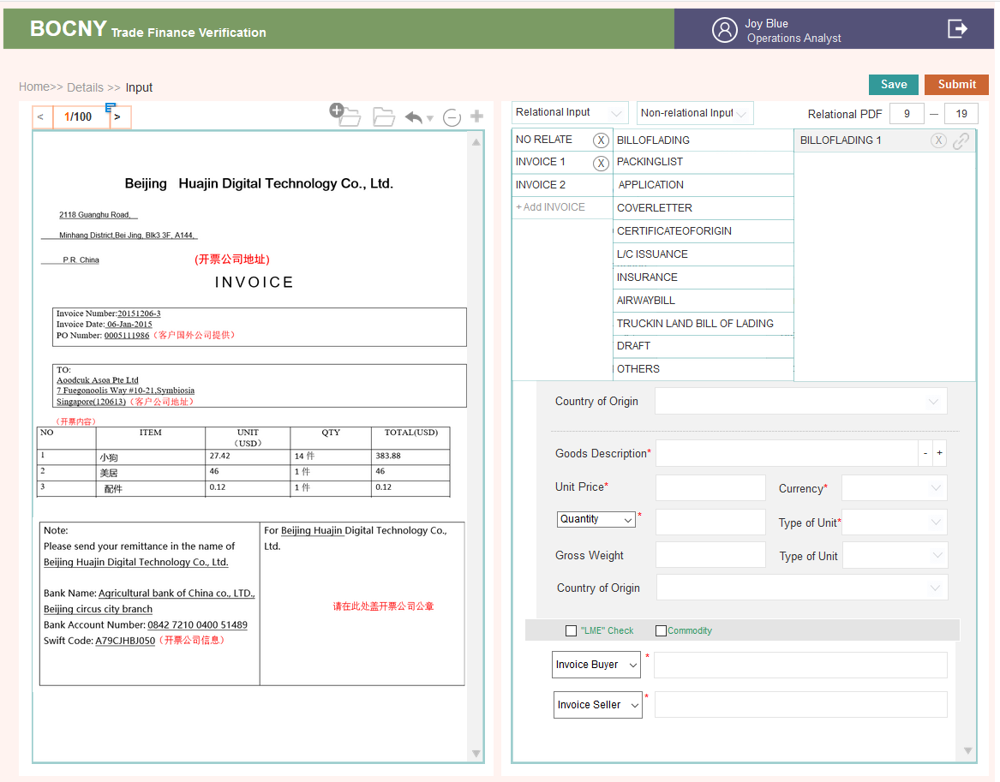 BOCNY Trade Finance Verification
Joy Blue
Operations Analyst
Home>> Details >> Input
Save Submit
< 1/100 >
Beijing Huajin Digital Technology Co., Ltd.
2118 Guanghu Road,
Minhang District,Bei Jing, Blk3 3F, A144,
P.R. China (开票公司地址)
INVOICE
Invoice Number:20151206-3
Invoice Date: 06-Jan-2015
PO Number: 0005111986（客户国外公司提供）
TO:
Aoodcuk Asoa Pte Ltd
7 Fuegonoolis Way #10-21,Symbiosia
Singapore(120613)（客户公司地址）
（开票内容）
NO ITEM UNIT（USD） QTY TOTAL(USD)
1 小狗 27.42 14 件 383.88
2 美居 46 1 件 46
3 配件 0.12 1 件 0.12
Note:
Please send your remittance in the name of
Beijing Huajin Digital Technology Co., Ltd.
Bank Name: Agricultural bank of China co., LTD.,
Beijing circus city branch
Bank Account Number: 0842 7210 0400 51489
Swift Code: A79CJHBJ050（开票公司信息）
For Beijing Huajin Digital Technology Co.,
Ltd.
请在此处盖开票公司公章
Relational Input Non-relational Input Relational PDF 9 — 19
NO RELATE X
INVOICE 1 X
INVOICE 2
+ Add INVOICE
BILLOFLADING
PACKINGLIST
APPLICATION
COVERLETTER
CERTIFICATEOFORIGIN
L/C ISSUANCE
INSURANCE
AIRWAYBILL
TRUCKIN LAND BILL OF LADING
DRAFT
OTHERS
BILLOFLADING 1 X
Country of Origin
Goods Description* - +
Unit Price* Currency*
Quantity * Type of Unit*
Gross Weight Type of Unit
Country of Origin
"LME" Check Commodity
Invoice Buyer *
Invoice Seller *